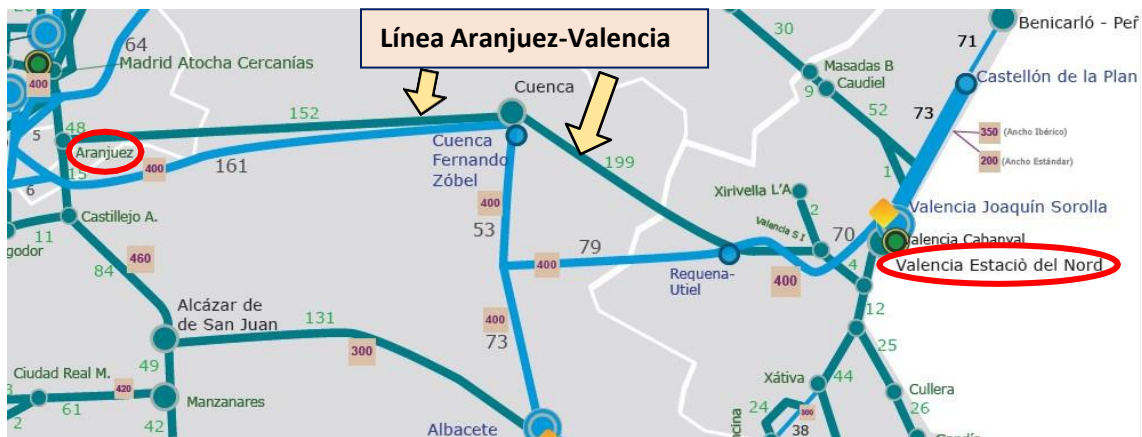 Línea Aranjuez-Valencia
64
Madrid Atocha Cercanías
400
5
48
Aranjuez
15
6
152
400
161
Cuenca
Cuenca
Fernando
Zóbel
199
400
53
400
79
400
73
Castillejo A.
11
460
84
Alcázar de
de San Juan
131
300
49
Ciudad Real M.
420
61
2
Manzanares
42
Albacete
30
Masadas B
Caudiel
9
52
1
71
73
Benicarló - Peñ
Castellón de la Plan
350 (Ancho Ibérico)
200 (Ancho Estándar)
Xirivella L'A
2
Valencia S I
70
Valencia Joaquín Sorolla
Valencia Cabanyal
Valencia Estaciò del Nord
Requena-
Utiel
400
4
12
25
Xátiva
44
Cullera
26
24
300
38